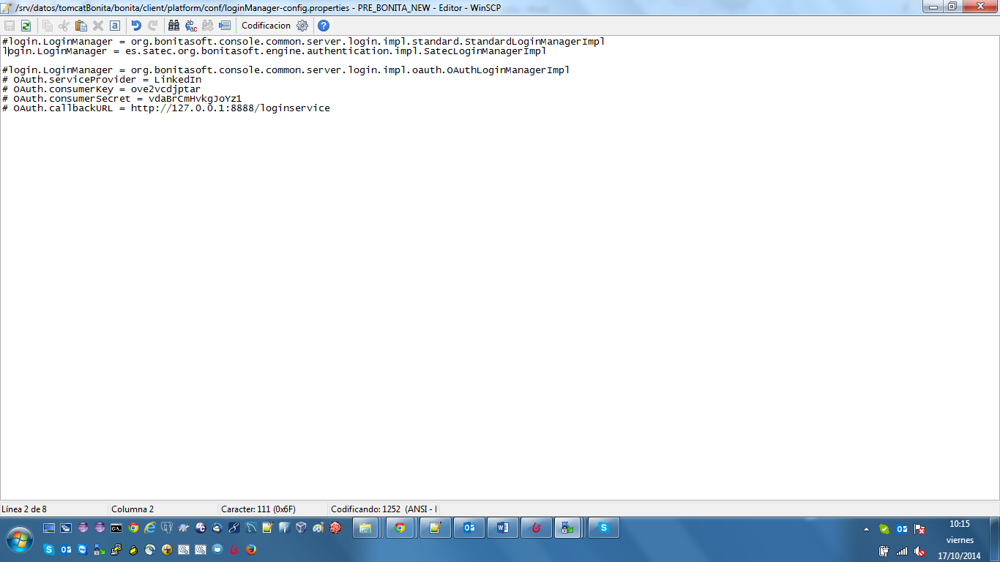 /srv/datos/tomcatBonita/bonita/client/platform/conf/loginManager-config.properties - PRE_BONITA_NEW - Editor - WinSCP
Codificacion
#login.LoginManager = org.bonitasoft.console.common.server.login.impl.standard.StandardLoginManagerImpl
login.LoginManager = es.satec.org.bonitasoft.engine.authentication.impl.SatecLoginManagerImpl
#login.LoginManager = org.bonitasoft.console.common.server.login.impl.oauth.OAuthLoginManagerImpl
# OAuth.serviceProvider = LinkedIn
# OAuth.consumerKey = ove2vcdjptar
# OAuth.consumerSecret = vdaBrCmHvkgJoYz1
# OAuth.callbackURL = http://127.0.0.1:8888/loginservice
Línea 2 de 8 Columna 2 Caracter: 111 (0x6F) Codificando: 1252 (ANSI -
10:15
viernes
17/10/2014